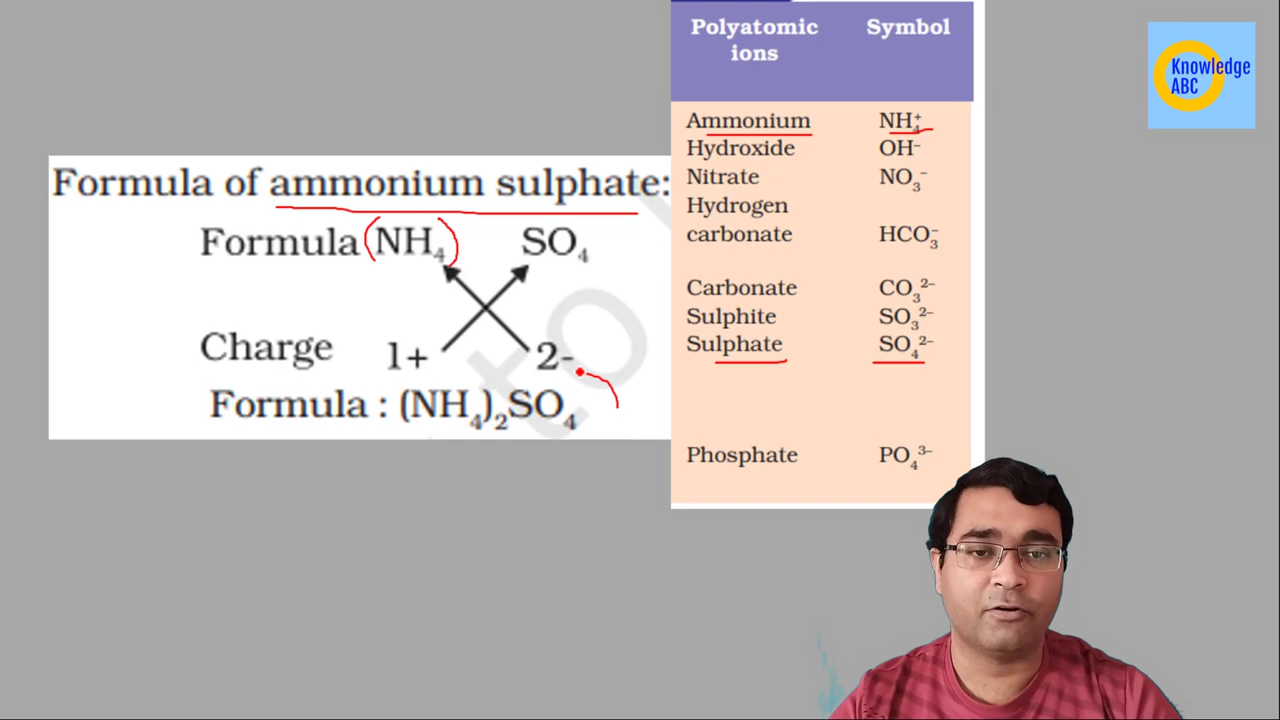 Formula of ammonium sulphate:
Formula (NH₄) SO₄
Charge 1+ 2-
Formula : (NH₄)₂SO₄
Polyatomic ions Symbol
Ammonium NH₄⁺
Hydroxide OH⁻
Nitrate NO₃⁻
Hydrogen
carbonate HCO₃⁻
Carbonate CO₃²⁻
Sulphite SO₃²⁻
Sulphate SO₄²⁻
Phosphate PO₄³⁻
Knowledge
ABC